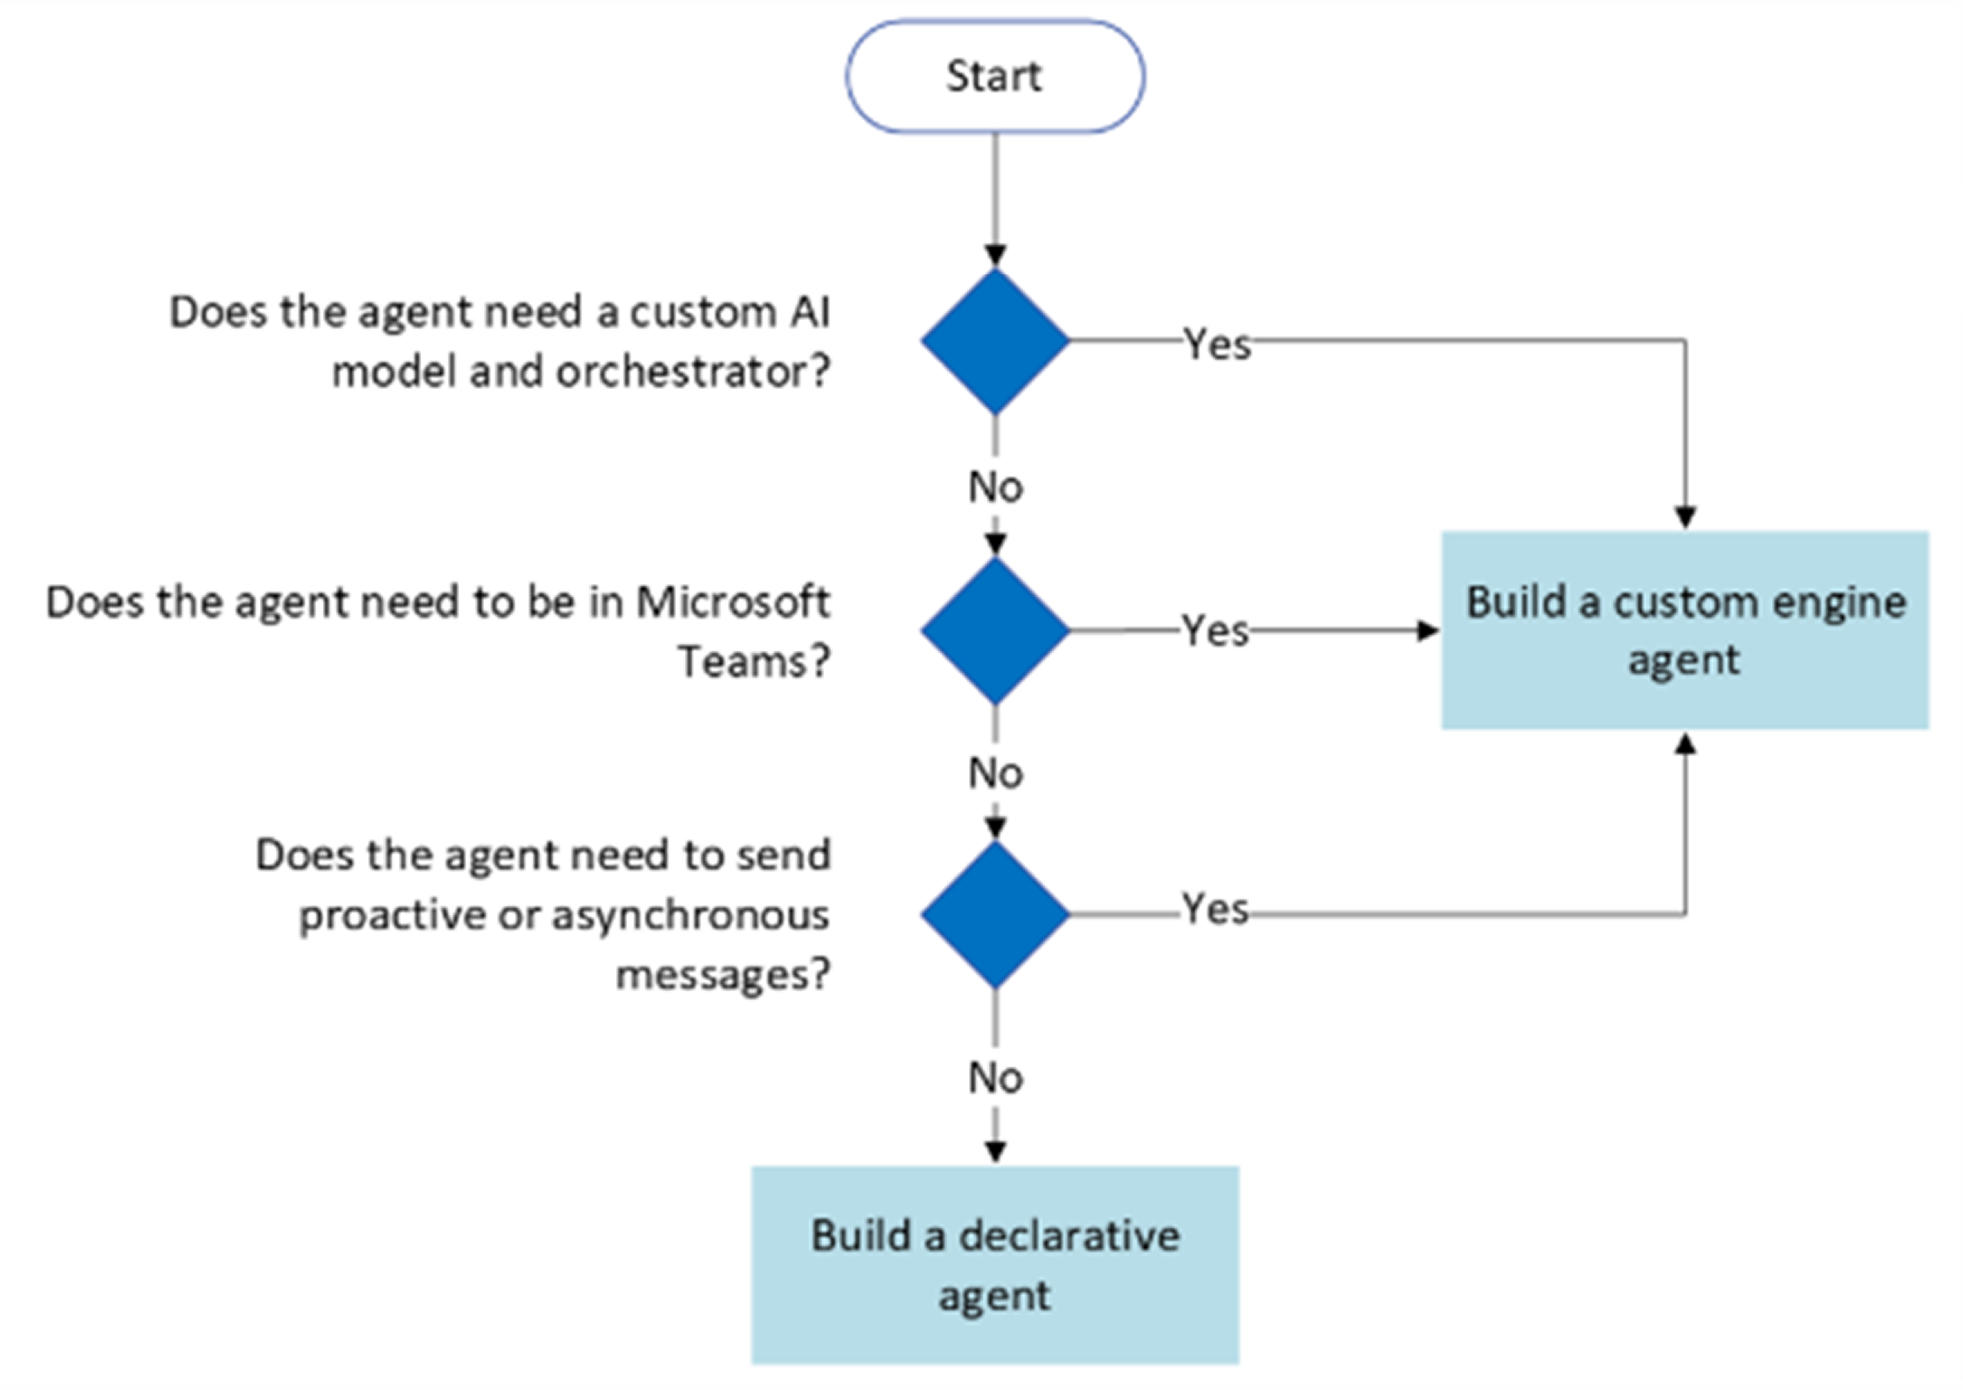 Start
Does the agent need a custom AI
model and orchestrator?
Yes
No
Does the agent need to be in Microsoft
Teams?
Yes
Build a custom engine
agent
No
Does the agent need to send
proactive or asynchronous
messages?
Yes
No
Build a declarative
agent